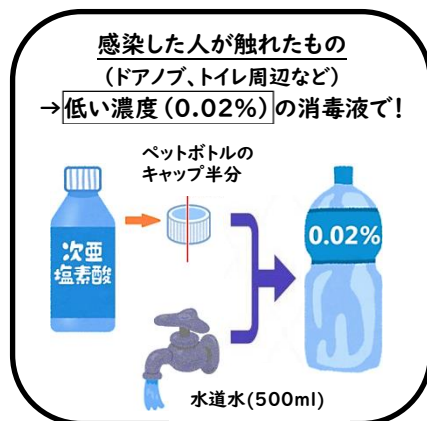 感染した人が触れたもの
(ドアノブ、トイレ周辺など)
→低い濃度(0.02%)の消毒液で!
ペットボトルの
キャップ半分
次亜
塩素酸
0.02%
水道水(500ml)